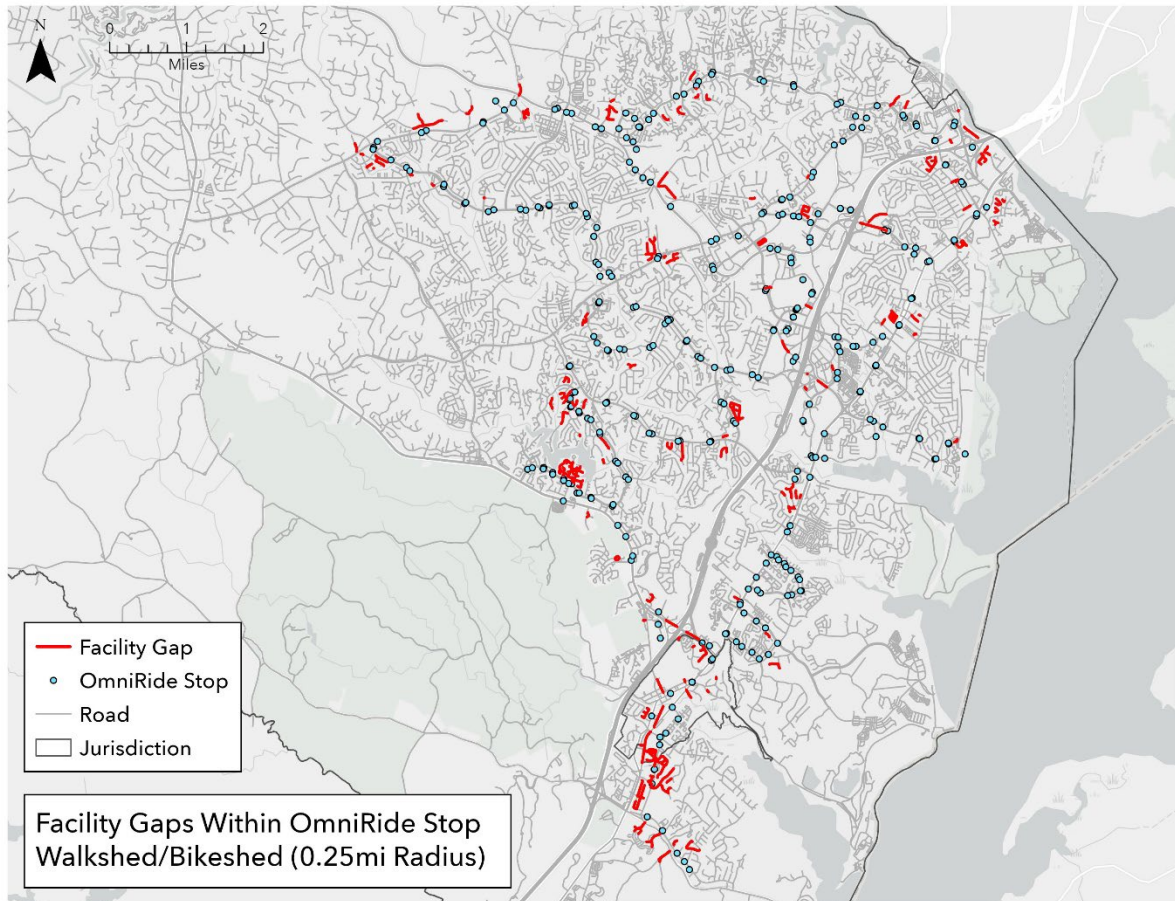 N
0 1 2
Miles
Facility Gap
OmniRide Stop
Road
Jurisdiction
Facility Gaps Within OmniRide Stop
Walkshed/Bikeshed (0.25mi Radius)